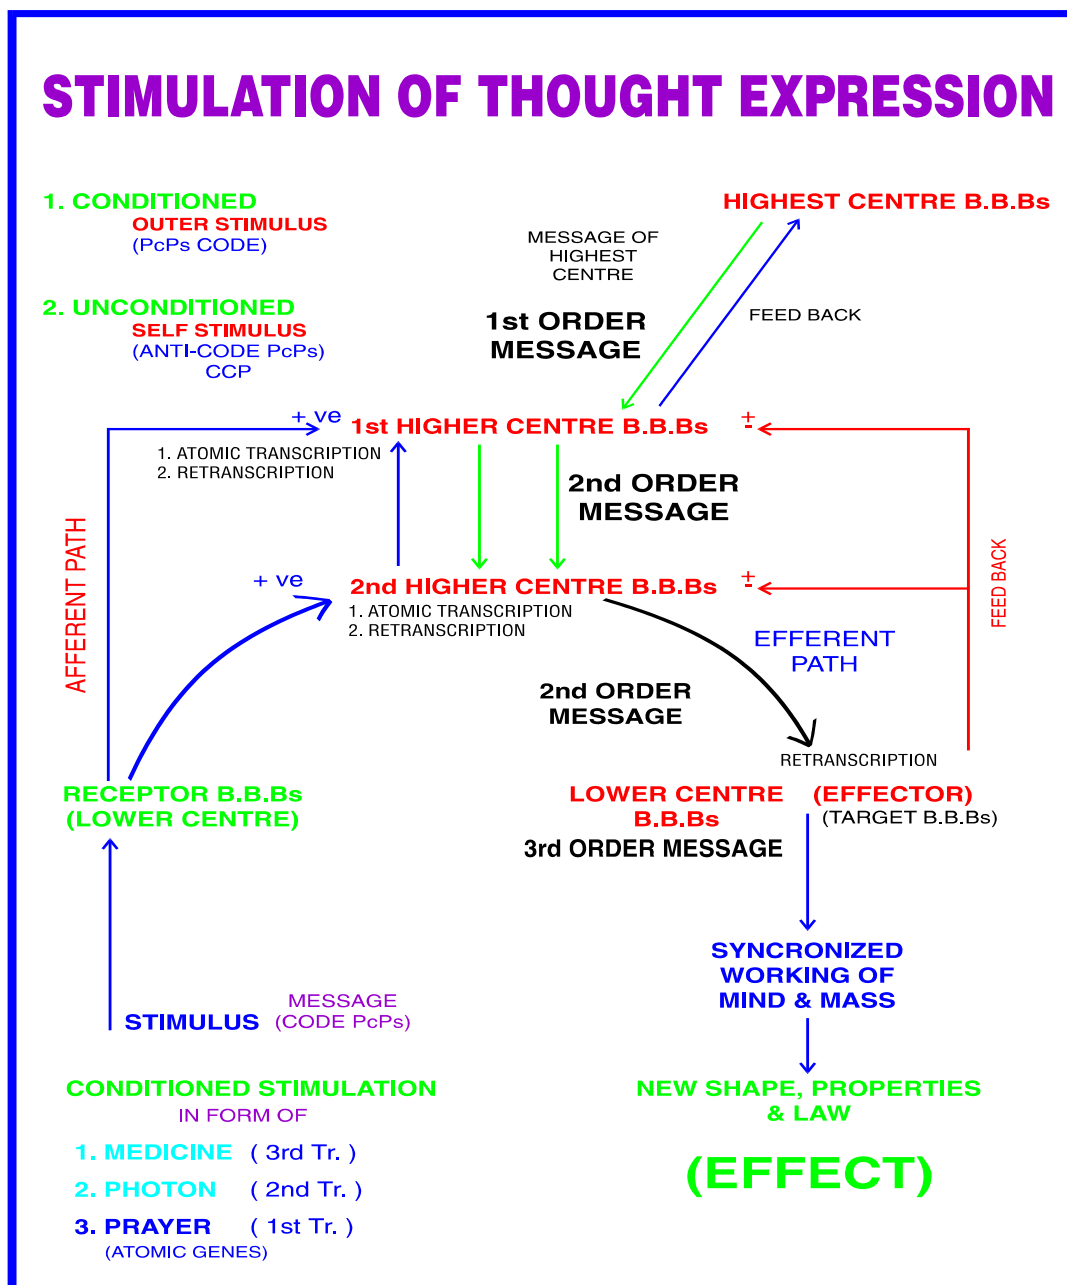 STIMULATION OF THOUGHT EXPRESSION
1. CONDITIONED
OUTER STIMULUS
(PcPs CODE)
2. UNCONDITIONED
SELF STIMULUS
(ANTI-CODE PcPs)
CCP
HIGHEST CENTRE B.B.Bs
MESSAGE OF
HIGHEST
CENTRE
1st ORDER
MESSAGE
FEED BACK
+ ve
1st HIGHER CENTRE B.B.Bs
±
1. ATOMIC TRANSCRIPTION
2. RETRANSCRIPTION
2nd ORDER
MESSAGE
AFFERENT PATH
+ ve
2nd HIGHER CENTRE B.B.Bs
±
1. ATOMIC TRANSCRIPTION
2. RETRANSCRIPTION
FEED BACK
EFFERENT
PATH
2nd ORDER
MESSAGE
RETRANSCRIPTION
RECEPTOR B.B.Bs
(LOWER CENTRE)
LOWER CENTRE (EFFECTOR)
B.B.Bs (TARGET B.B.Bs)
3rd ORDER MESSAGE
SYNCRONIZED
WORKING OF
MIND & MASS
MESSAGE
STIMULUS (CODE PcPs)
CONDITIONED STIMULATION
IN FORM OF
1. MEDICINE ( 3rd Tr. )
2. PHOTON ( 2nd Tr. )
3. PRAYER ( 1st Tr. )
(ATOMIC GENES)
NEW SHAPE, PROPERTIES
& LAW
(EFFECT)